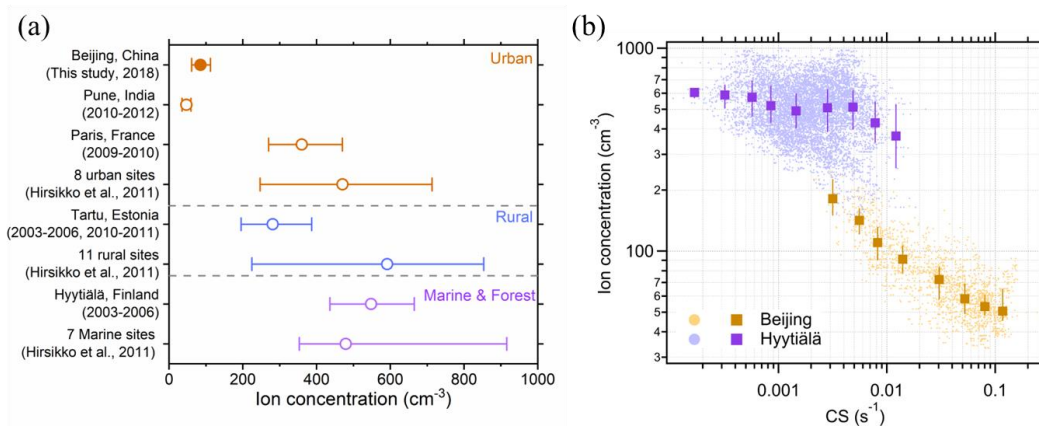 (a)
Beijing, China
(This study, 2018)
Pune, India
(2010-2012)
Paris, France
(2009-2010)
8 urban sites
(Hirsikko et al., 2011)
Tartu, Estonia
(2003-2006, 2010-2011)
11 rural sites
(Hirsikko et al., 2011)
Hyytiälä, Finland
(2003-2006)
7 Marine sites
(Hirsikko et al., 2011)
Urban
Rural
Marine & Forest
0 200 400 600 800 1000
Ion concentration (cm⁻³)
(b)
Ion concentration (cm⁻³)
1000
7
6
5
4
3
2
100
7
6
5
4
3
Beijing
Hyytiälä
0.001 0.01 0.1
CS (s⁻¹)